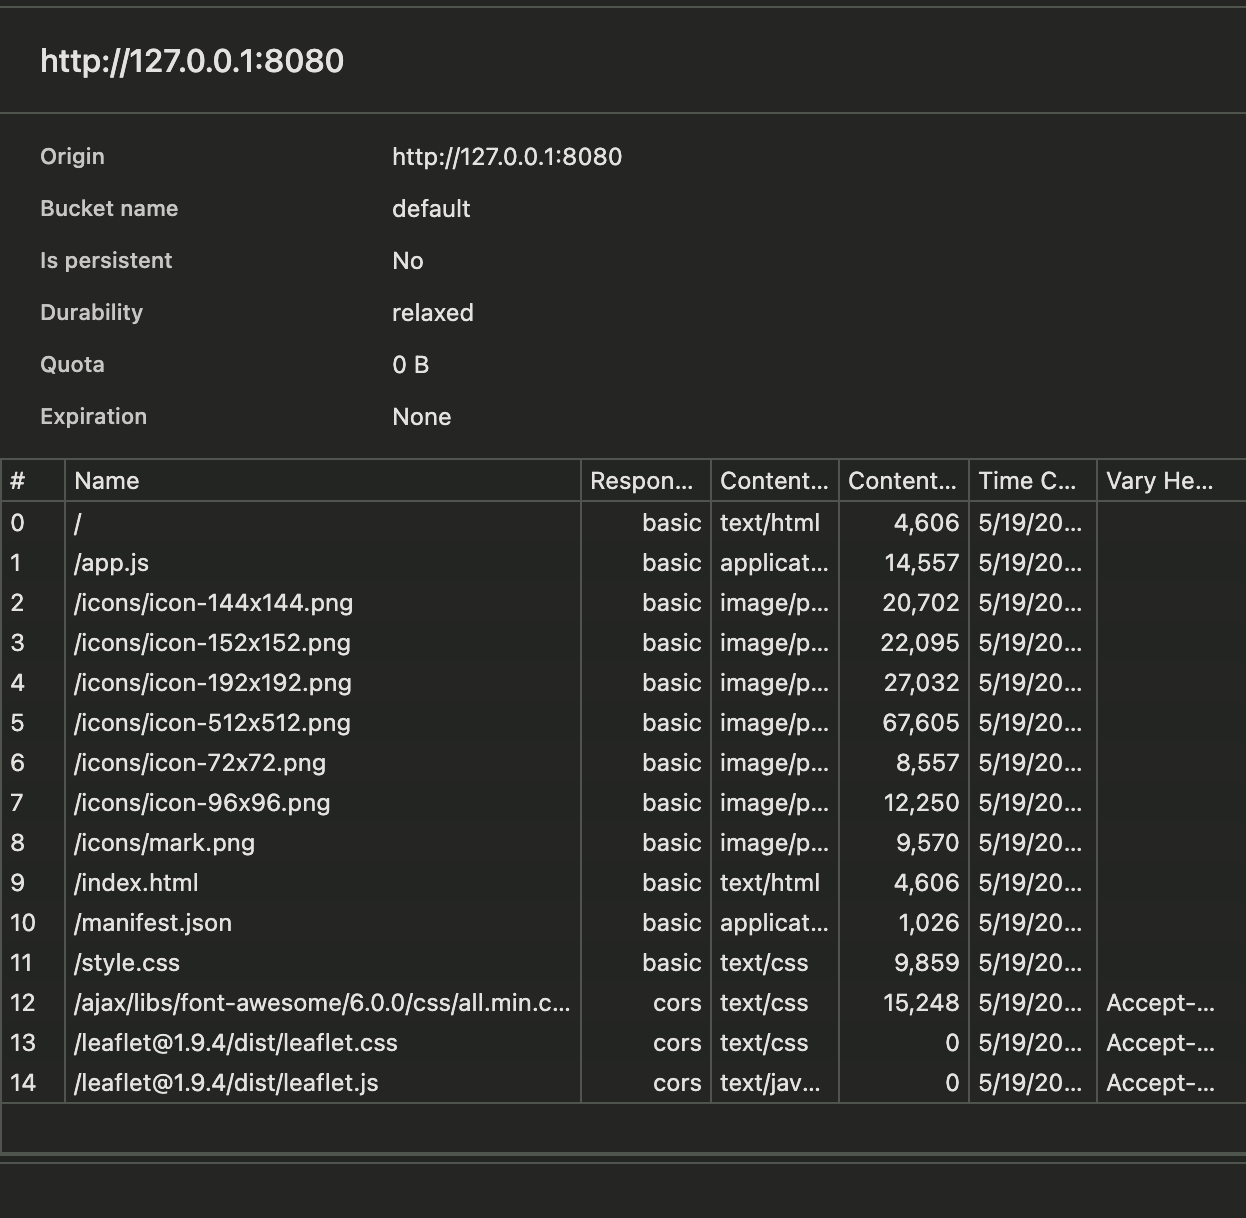 http://127.0.0.1:8080
Origin http://127.0.0.1:8080
Bucket name default
Is persistent No
Durability relaxed
Quota 0 B
Expiration None
# Name Respon... Content... Content... Time C... Vary He...
0 / basic text/html 4,606 5/19/20...
1 /app.js basic applicat... 14,557 5/19/20...
2 /icons/icon-144x144.png basic image/p... 20,702 5/19/20...
3 /icons/icon-152x152.png basic image/p... 22,095 5/19/20...
4 /icons/icon-192x192.png basic image/p... 27,032 5/19/20...
5 /icons/icon-512x512.png basic image/p... 67,605 5/19/20...
6 /icons/icon-72x72.png basic image/p... 8,557 5/19/20...
7 /icons/icon-96x96.png basic image/p... 12,250 5/19/20...
8 /icons/mark.png basic image/p... 9,570 5/19/20...
9 /index.html basic text/html 4,606 5/19/20...
10 /manifest.json basic applicat... 1,026 5/19/20...
11 /style.css basic text/css 9,859 5/19/20...
12 /ajax/libs/font-awesome/6.0.0/css/all.min.c... cors text/css 15,248 5/19/20... Accept-...
13 /leaflet@1.9.4/dist/leaflet.css cors text/css 0 5/19/20... Accept-...
14 /leaflet@1.9.4/dist/leaflet.js cors text/jav... 0 5/19/20... Accept-...